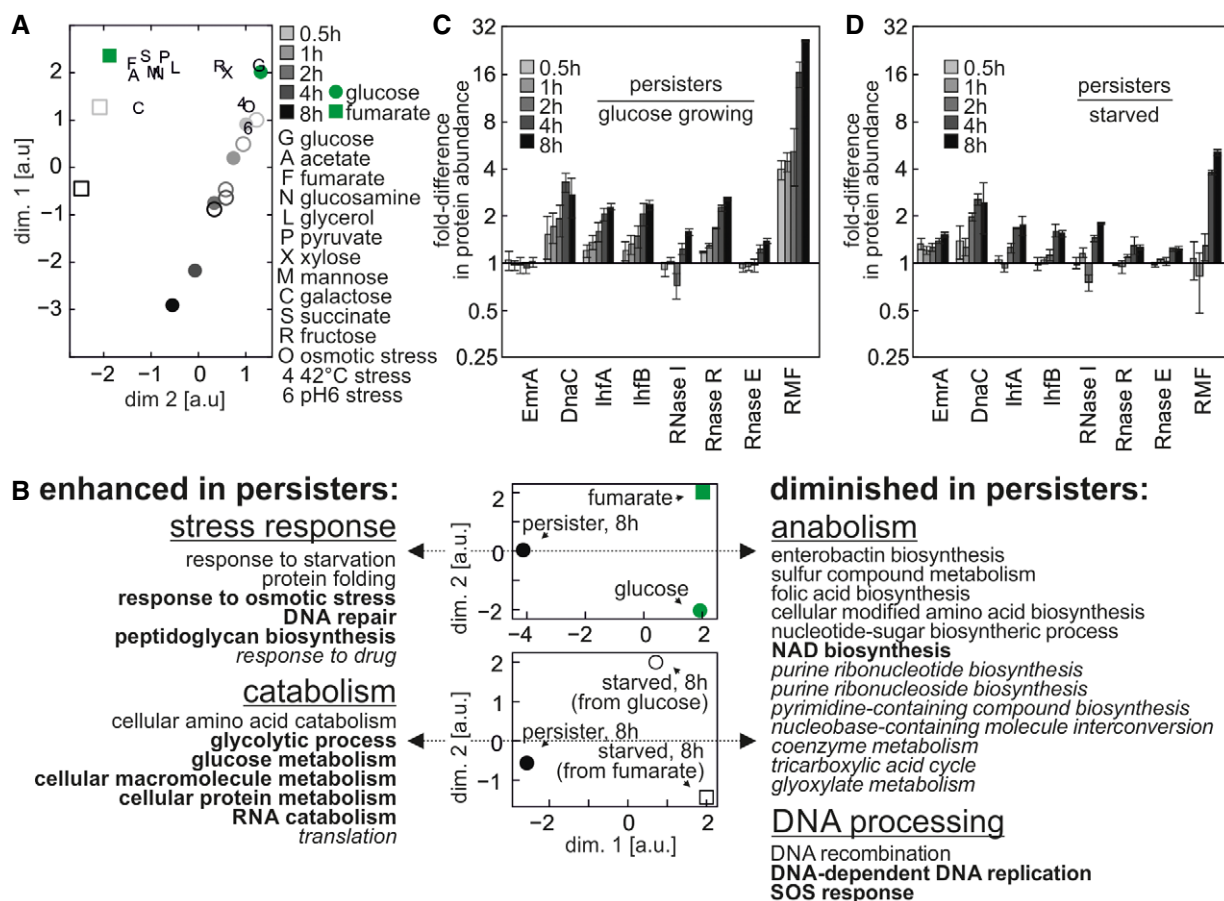 A
dim. 1 [a.u]
2
1
0
−1
−2
−3
−2
−1
0
1
dim 2 [a.u]
F
S
P
A
M
N
L
C
R
X
G
4
O
6
0.5h
1h
2h
4h
8h
glucose
fumarate
G glucose
A acetate
F fumarate
N glucosamine
L glycerol
P pyruvate
X xylose
M mannose
C galactose
S succinate
R fructose
O osmotic stress
4 42°C stress
6 pH6 stress
C
fold-difference
in protein abundance
32
16
8
4
2
1
0.5
0.25
0.5h
1h
2h
4h
8h
persisters
glucose growing
EmrA
DnaC
IhfA
IhfB
RNase I
Rnase R
Rnase E
RMF
D
fold-difference
in protein abundance
32
16
8
4
2
1
0.5
0.25
0.5h
1h
2h
4h
8h
persisters
starved
EmrA
DnaC
IhfA
IhfB
RNase I
Rnase R
Rnase E
RMF
B enhanced in persisters:
stress response
response to starvation
protein folding
response to osmotic stress
DNA repair
peptidoglycan biosynthesis
response to drug
catabolism
cellular amino acid catabolism
glycolytic process
glucose metabolism
cellular macromolecule metabolism
cellular protein metabolism
RNA catabolism
translation
dim. 2 [a.u.]
2
0
−2
fumarate
persister, 8h
glucose
−4
−2
0
2
dim. 2 [a.u.]
2
1
0
−1
starved, 8h
(from glucose)
persister, 8h
starved, 8h
(from fumarate)
−2
0
2
dim. 1 [a.u.]
diminished in persisters:
anabolism
enterobactin biosynthesis
sulfur compound metabolism
folic acid biosynthesis
cellular modified amino acid biosynthesis
nucleotide-sugar biosyntheric process
NAD biosynthesis
purine ribonucleotide biosynthesis
purine ribonucleoside biosynthesis
pyrimidine-containing compound biosynthesis
nucleobase-containing molecule interconversion
coenzyme metabolism
tricarboxylic acid cycle
glyoxylate metabolism
DNA processing
DNA recombination
DNA-dependent DNA replication
SOS response